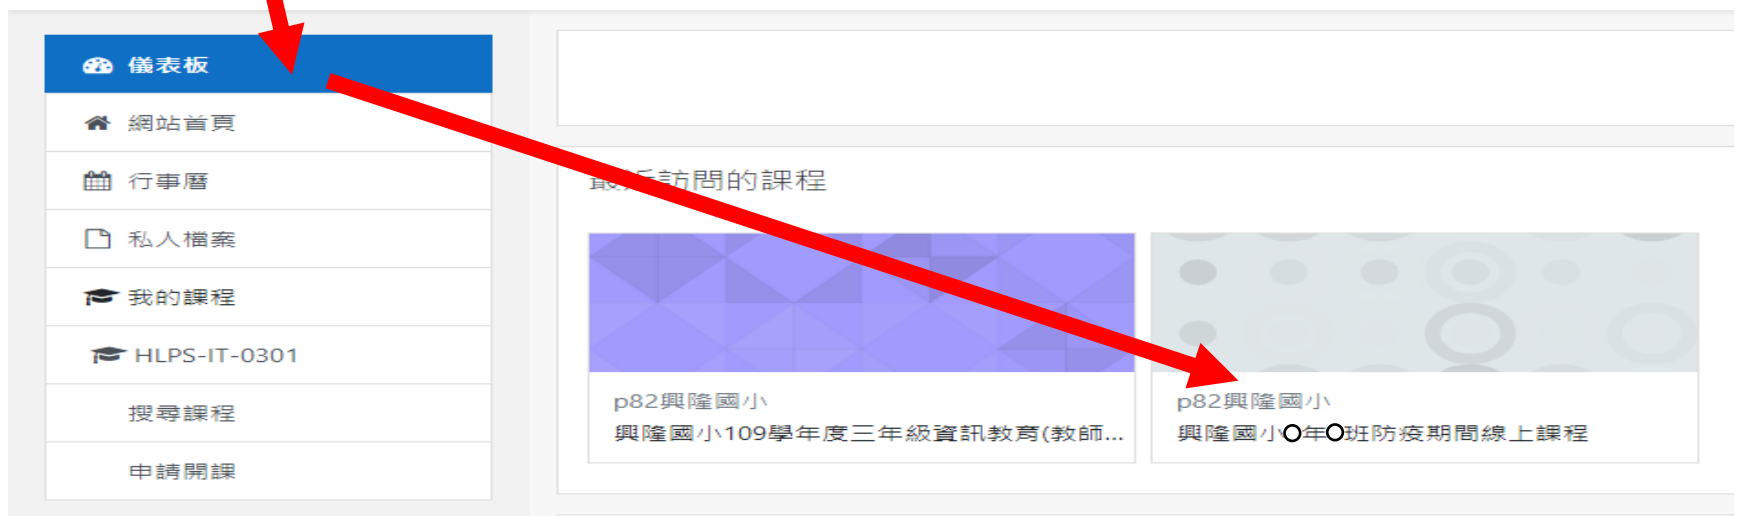 儀表板
網站首頁
行事曆
私人檔案
我的課程
HLPS-IT-0301
搜尋課程
申請開課
最近訪問的課程
p82興隆國小
興隆國小109學年度三年級資訊教育(教師...
p82興隆國小
興隆國小O年O班防疫期間線上課程